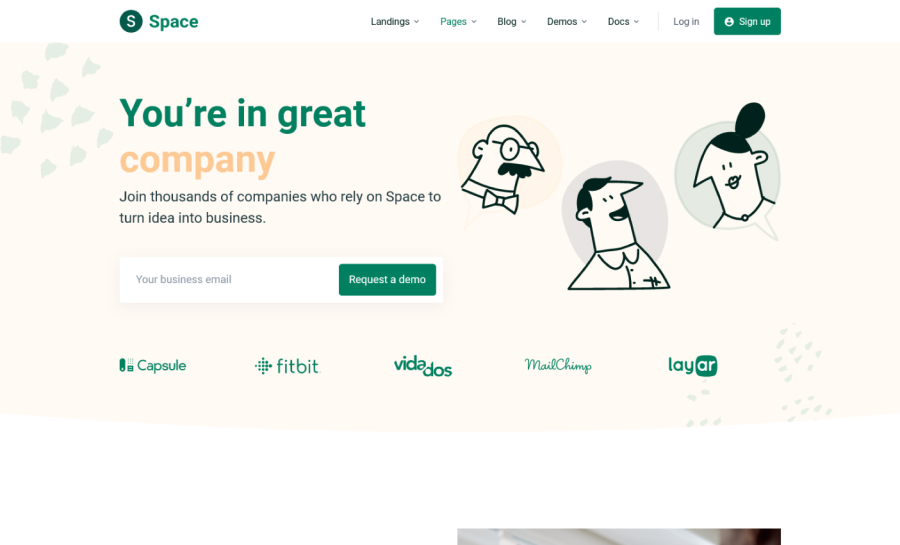 S Space
Landings Pages Blog Demos Docs Log in Sign up
You're in great
company
Join thousands of companies who rely on Space to
turn idea into business.
Your business email Request a demo
Capsule fitbit vidados MailChimp layar